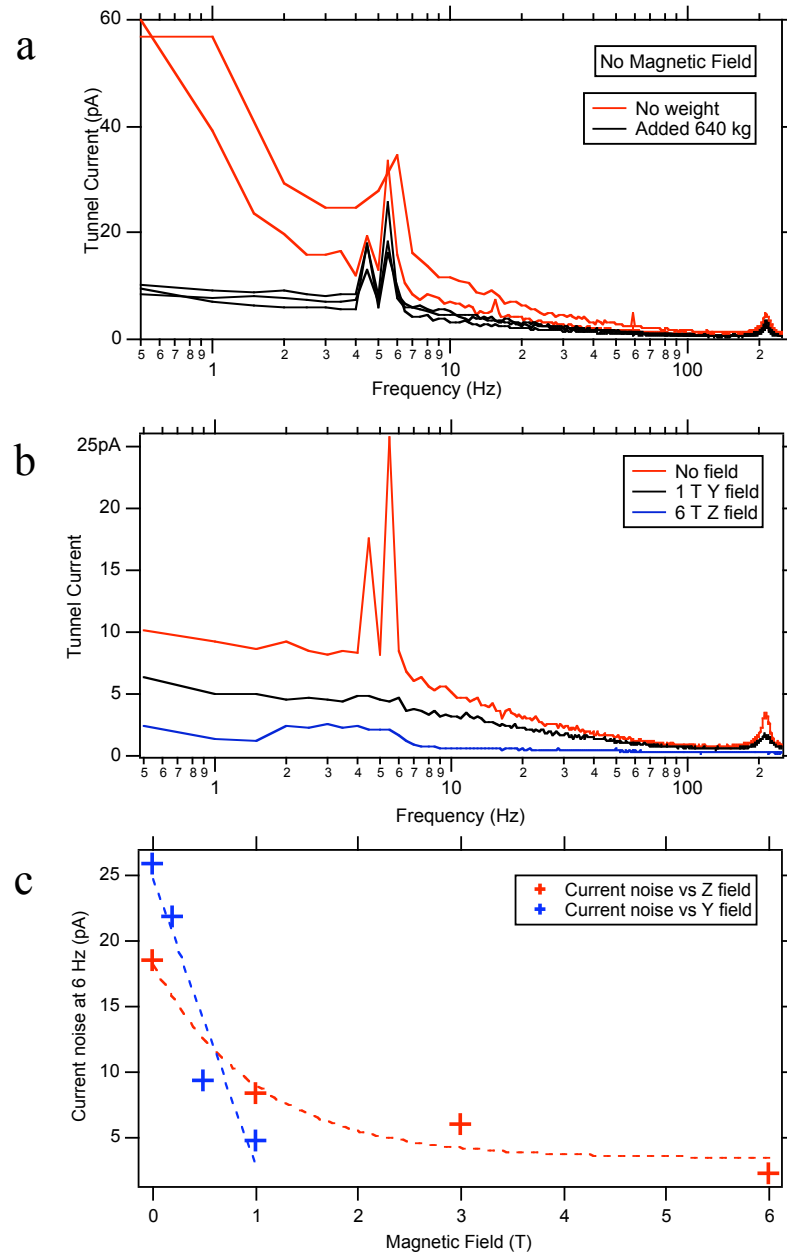 a
60
40
20
0
Tunnel Current (pA)
No Magnetic Field
No weight
Added 640 kg
5 6 7 8 9 1 2 3 4 5 6 7 8 9 10 2 3 4 5 6 7 8 9 100 2
Frequency (Hz)
b
25pA
20
15
10
5
0
Tunnel Current
No field
1 T Y field
6 T Z field
5 6 7 8 9 1 2 3 4 5 6 7 8 9 10 2 3 4 5 6 7 8 9 100 2
Frequency (Hz)
c
25
20
15
10
5
Current noise at 6 Hz (pA)
Current noise vs Z field
Current noise vs Y field
0 1 2 3 4 5 6
Magnetic Field (T)